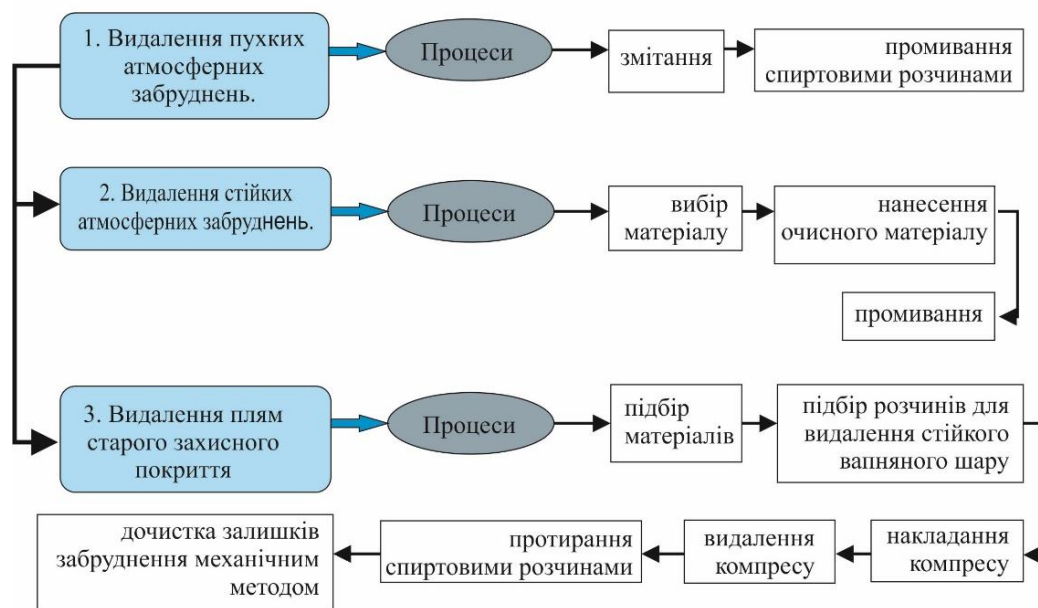 1. Видалення пухких
атмосферних
забруднень.
Процеси
змітання
промивання
спиртовими розчинами
2. Видалення стійких
атмосферних забруднень.
Процеси
вибір
матеріалу
нанесення
очисного матеріалу
промивання
3. Видалення плям
старого захисного
покриття
Процеси
підбір
матеріалів
підбір розчинів для
видалення стійкого
вапняного шару
накладання
компресу
видалення
компресу
протирання
спиртовими розчинами
дочистка залишків
забруднення механічним
методом